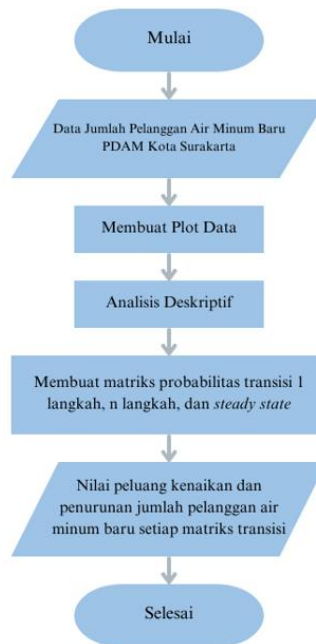 Mulai
Data Jumlah Pelanggan Air Minum Baru
PDAM Kota Surakarta
Membuat Plot Data
Analisis Deskriptif
Membuat matriks probabilitas transisi 1
langkah, n langkah, dan steady state
Nilai peluang kenaikan dan
penurunan jumlah pelanggan air
minum baru setiap matriks transisi
Selesai